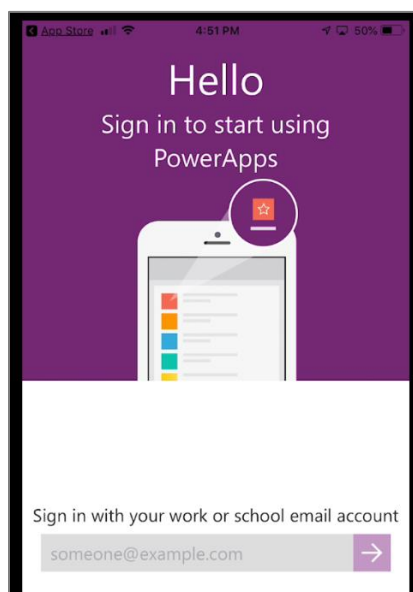 App Store 4:51 PM 50%
Hello
Sign in to start using
PowerApps
Sign in with your work or school email account
someone@example.com